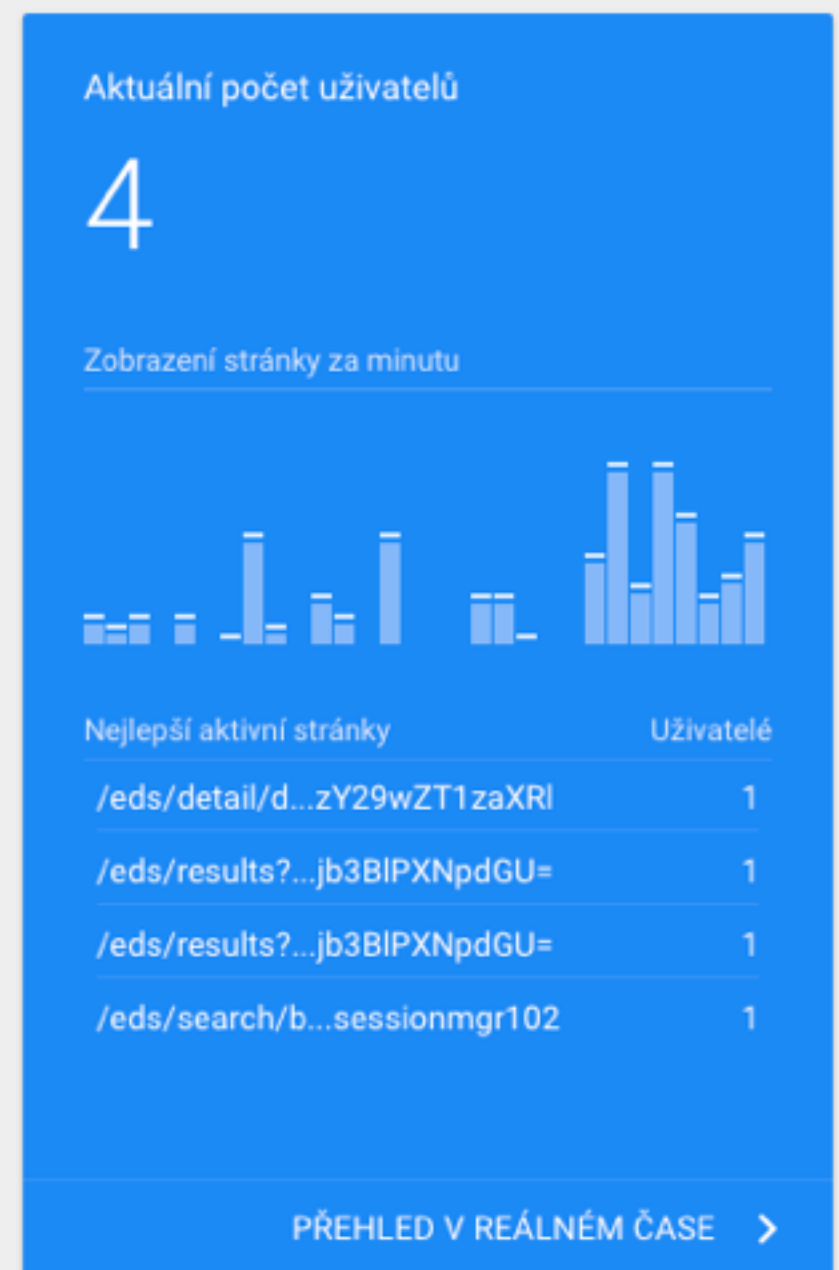 Aktuální počet uživatelů
4
Zobrazení stránky za minutu
Nejlepší aktivní stránky Uživatelé
/eds/detail/d...zY29wZT1zaXRl 1
/eds/results?...jb3BlPXNpdGU= 1
/eds/results?...jb3BlPXNpdGU= 1
/eds/search/b...sessionmgr102 1
PŘEHLED V REÁLNÉM ČASE